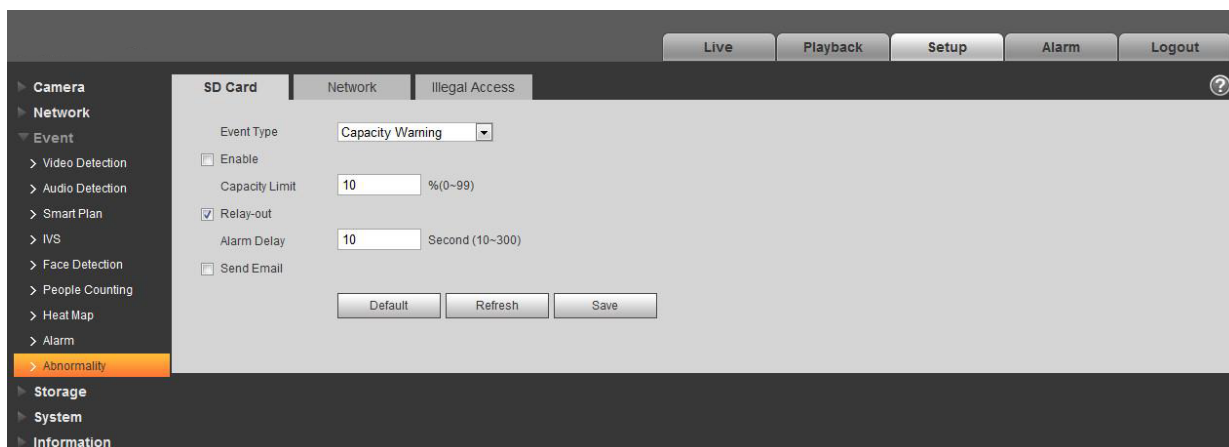 Live Playback Setup Alarm Logout
Camera
Network
Event
Video Detection
Audio Detection
Smart Plan
IVS
Face Detection
People Counting
Heat Map
Alarm
Abnormality
Storage
System
Information
SD Card Network Illegal Access
?
Event Type Capacity Warning
Enable
Capacity Limit 10 %(0~99)
Relay-out
Alarm Delay 10 Second (10~300)
Send Email
Default Refresh Save